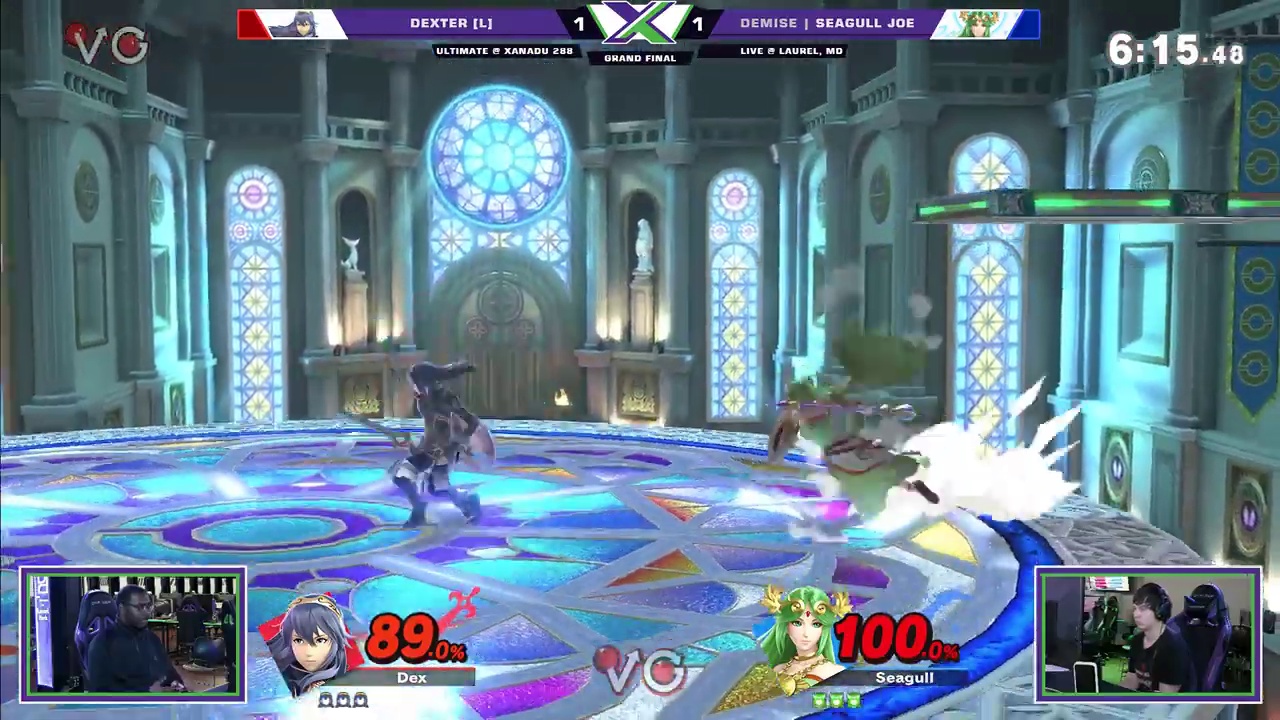 VG
DEXTER [L]
1
1
DEMISE | SEAGULL JOE
ULTIMATE @ XANADU 288
LIVE @ LAUREL, MD
GRAND FINAL
6:15.48
89.0%
Dex
VG
100.0%
Seagull